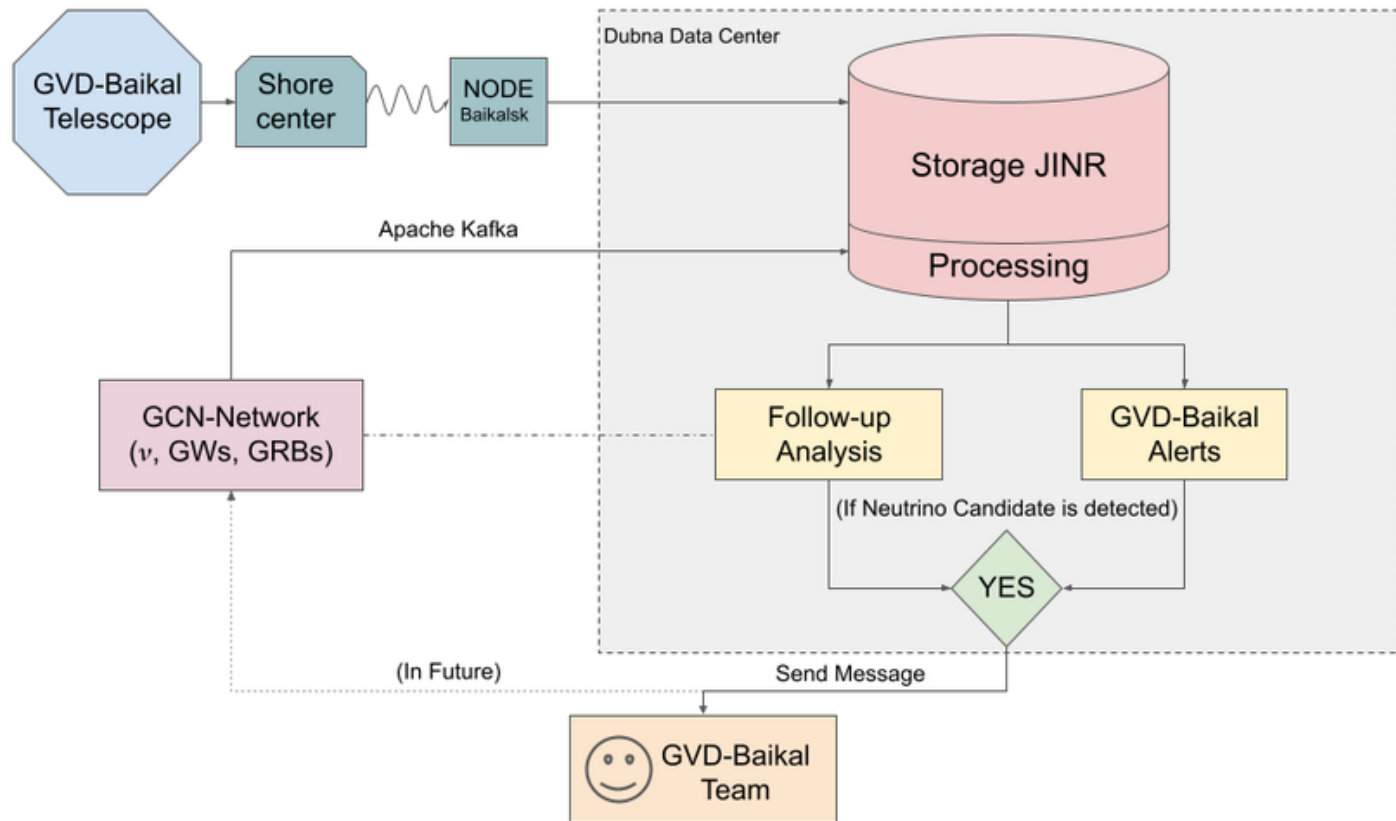 GVD-Baikal
Telescope
Shore
center
NODE
Baikalsk
Dubna Data Center
Storage JINR
Processing
Apache Kafka
GCN-Network
(ν, GWs, GRBs)
Follow-up
Analysis
GVD-Baikal
Alerts
(If Neutrino Candidate is detected)
YES
(In Future)
Send Message
GVD-Baikal
Team